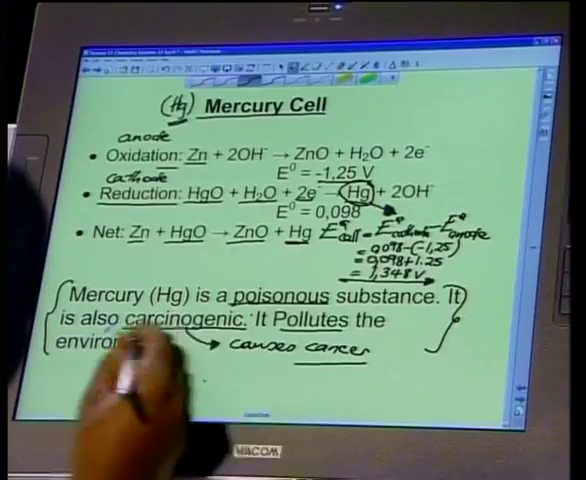 (Hg) Mercury Cell
anode
• Oxidation: Zn + 2OH⁻ → ZnO + H₂O + 2e⁻
E⁰ = -1,25 V
cathode
• Reduction: HgO + H₂O + 2e⁻ → Hg + 2OH⁻
E⁰ = 0,098
• Net: Zn + HgO → ZnO + Hg E°cell = E°cathode - E°anode
= 0,098 - (-1,25)
= 0,098 + 1.25
= 1,348 V
Mercury (Hg) is a poisonous substance. It
is also carcinogenic. It Pollutes the
causes cancer
WACOM